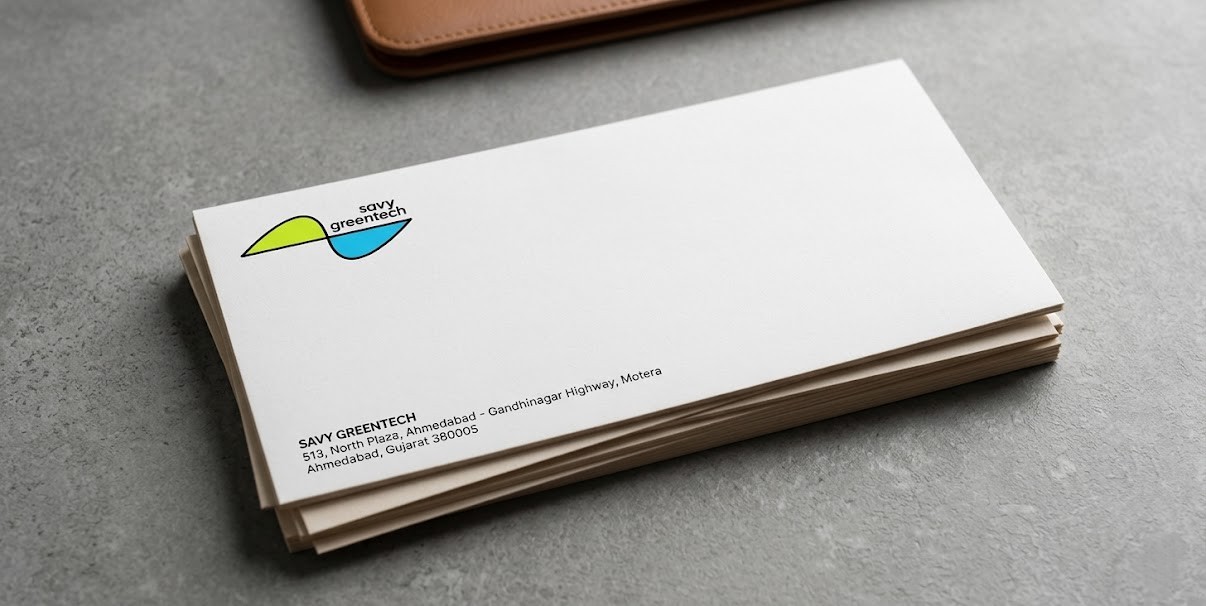 savy
greentech
SAVY GREENTECH
513, North Plaza, Ahmedabad - Gandhinagar Highway, Motera
Ahmedabad, Gujarat 380005